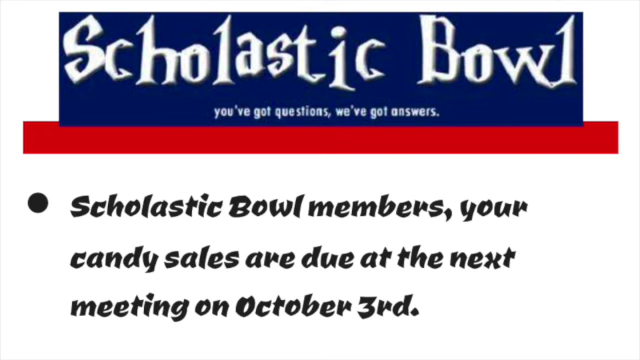 Scholastic Bowl
you've got questions, we've got answers.
● Scholastic Bowl members, your
candy sales are due at the next
meeting on October 3rd.